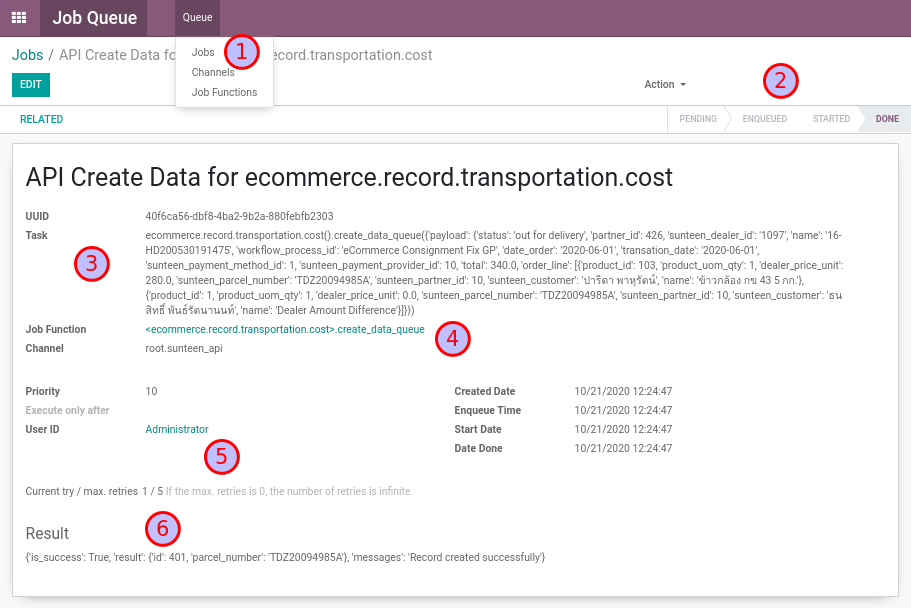 Job Queue
Queue
Jobs
Channels
Job Functions
1
Jobs / API Create Data fo
ecord.transportation.cost
EDIT
Action
2
RELATED
PENDING
ENQUEUED
STARTED
DONE
API Create Data for ecommerce.record.transportation.cost
UUID 40f6ca56-dbf8-4ba2-9b2a-880febfb2303
Task ecommerce.record.transportation.cost().create_data_queue({'payload': {'status': 'out for delivery', 'partner_id': 426, 'sunteen_dealer_id': '1097', 'name': '16-
HD200530191475', 'workflow_process_id': 'eCommerce Consignment Fix GP', 'date_order': '2020-06-01', 'transation_date': '2020-06-01',
'sunteen_payment_method_id': 1, 'sunteen_payment_provider_id': 10, 'total': 340.0, 'order_line': [{'product_id': 103, 'product_uom_qty': 1, 'dealer_price_unit':
280.0, 'sunteen_parcel_number': 'TDZ20094985A', 'sunteen_partner_id': 10, 'sunteen_customer': 'ปาริดา พาหุรัตน์', 'name': 'ข้าวกล้อง กข 43 5 กก.'},
{'product_id': 1, 'product_uom_qty': 1, 'dealer_price_unit': 0.0, 'sunteen_parcel_number': 'TDZ20094985A', 'sunteen_partner_id': 10, 'sunteen_customer': 'ธน
สิทธิ์ พันธ์รัตนานนท์', 'name': 'Dealer Amount Difference'}]}})
3
Job Function <ecommerce.record.transportation.cost>.create_data_queue
4
Channel root.sunteen_api
Priority 10
Created Date 10/21/2020 12:24:47
Execute only after
Enqueue Time 10/21/2020 12:24:47
User ID Administrator
Start Date 10/21/2020 12:24:47
Date Done 10/21/2020 12:24:47
5
Current try / max. retries 1 / 5 If the max. retries is 0, the number of retries is infinite.
Result
6
{'is_success': True, 'result': {'id': 401, 'parcel_number': 'TDZ20094985A'}, 'messages': 'Record created successfully'}